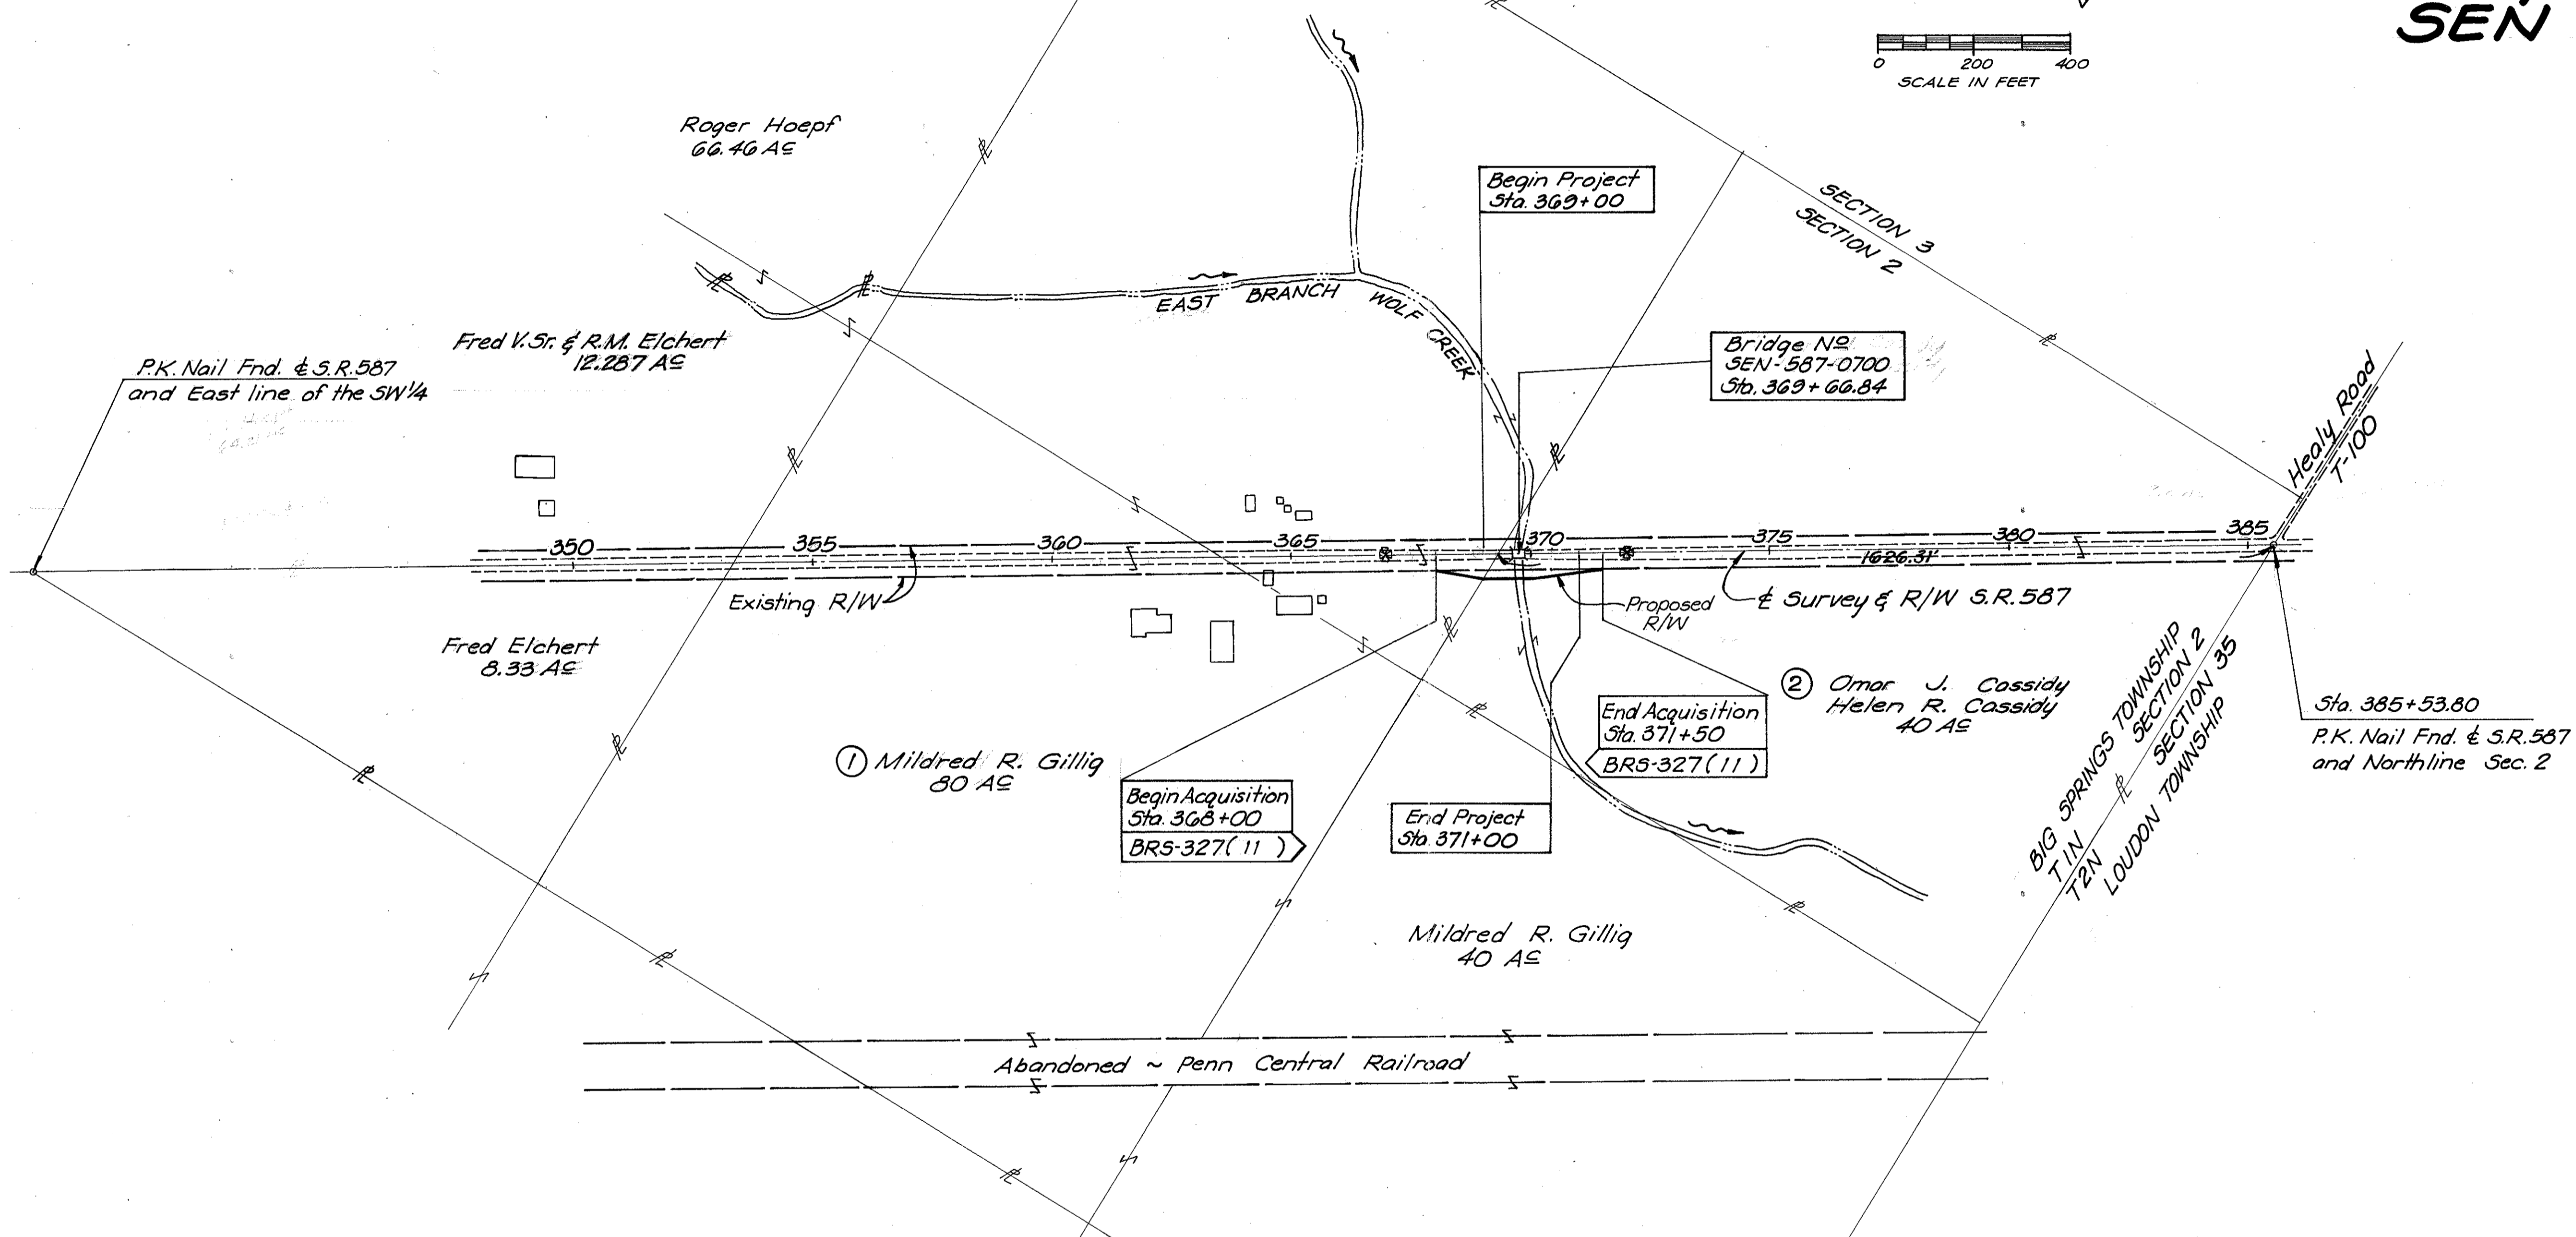 SEN
0 200 400
SCALE IN FEET
Roger Hoepf
66.46 Ac
Begin Project
Sta. 369+00
SECTION 3
SECTION 2
EAST BRANCH WOLF CREEK
Fred V. Sr. & R.M. Elchert
12.287 Ac
P.K. Nail Fnd. ℄ S.R. 587
and East line of the SW 1/4
Bridge No
SEN-587-0700
Sta. 369+66.84
Healy Road
T-100
350 355 360 365 370 375 380 385
1626.31'
Existing R/W
Proposed
R/W
℄ Survey & R/W S.R. 587
Fred Elchert
8.33 Ac
1 Mildred R. Gillig
80 Ac
Begin Acquisition
Sta. 368+00
BRS-327(11)
End Project
Sta. 371+00
End Acquisition
Sta. 371+50
BRS-327(11)
2 Omar J. Cassidy
Helen R. Cassidy
40 Ac
BIG SPRINGS TOWNSHIP
T1N SECTION 2
T2N SECTION 35
LOUDON TOWNSHIP
Sta. 385+53.80
P.K. Nail Fnd. ℄ S.R. 587
and Northline Sec. 2
Mildred R. Gillig
40 Ac
Abandoned ~ Penn Central Railroad